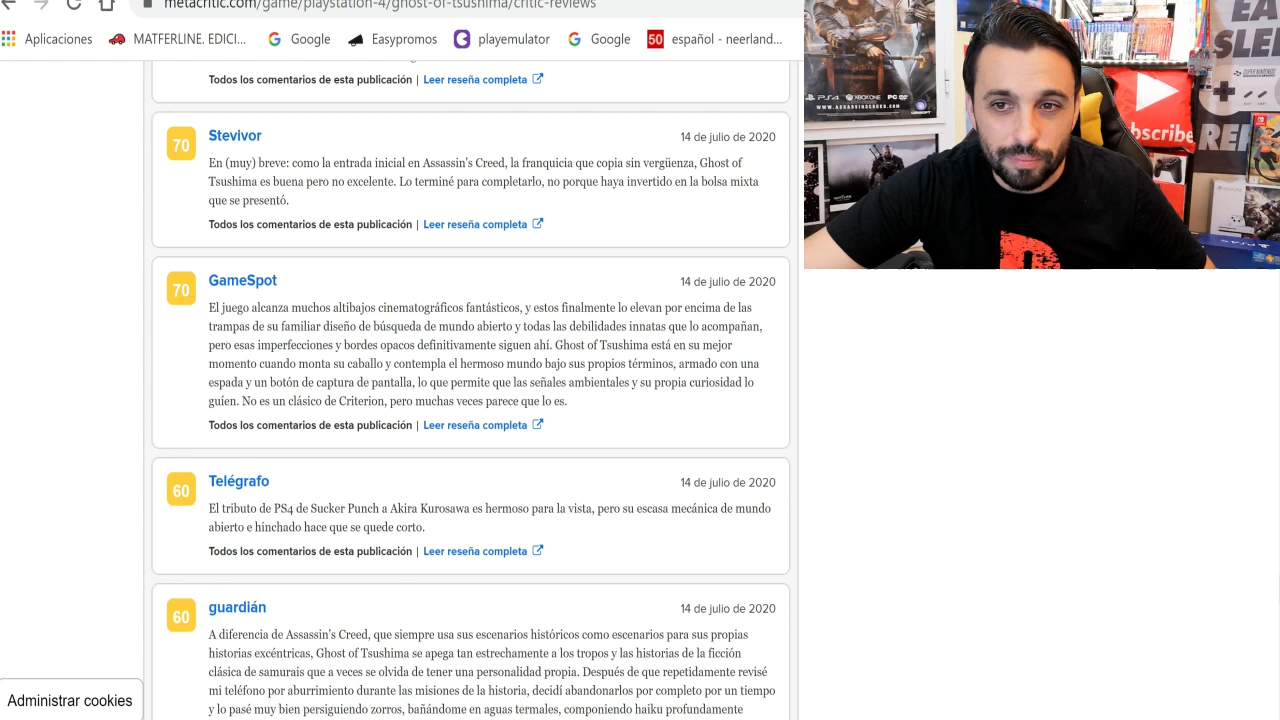 metacritic.com/game/playstation-4/ghost-of-tsushima/critic-reviews
Aplicaciones MATFERLINE. EDICI... Google playemulator Google 50 español - neerland...
Todos los comentarios de esta publicación | Leer reseña completa
70 Stevivor 14 de julio de 2020
En (muy) breve: como la entrada inicial en Assassin's Creed, la franquicia que copia sin vergüenza, Ghost of
Tsushima es buena pero no excelente. Lo terminé para completarlo, no porque haya invertido en la bolsa mixta
que se presentó.
Todos los comentarios de esta publicación | Leer reseña completa
70 GameSpot 14 de julio de 2020
El juego alcanza muchos altibajos cinematográficos fantásticos, y estos finalmente lo elevan por encima de las
trampas de su familiar diseño de búsqueda de mundo abierto y todas las debilidades innatas que lo acompañan,
pero esas imperfecciones y bordes opacos definitivamente siguen ahí. Ghost of Tsushima está en su mejor
momento cuando monta su caballo y contempla el hermoso mundo bajo sus propios términos, armado con una
espada y un botón de captura de pantalla, lo que permite que las señales ambientales y su propia curiosidad lo
guíen. No es un clásico de Criterion, pero muchas veces parece que lo es.
Todos los comentarios de esta publicación | Leer reseña completa
60 Telégrafo 14 de julio de 2020
El tributo de PS4 de Sucker Punch a Akira Kurosawa es hermoso para la vista, pero su escasa mecánica de mundo
abierto e hinchado hace que se quede corto.
Todos los comentarios de esta publicación | Leer reseña completa
60 guardián 14 de julio de 2020
A diferencia de Assassin's Creed, que siempre usa sus escenarios históricos como escenarios para sus propias
historias excéntricas, Ghost of Tsushima se apega tan estrechamente a los tropos y las historias de la ficción
clásica de samurais que a veces se olvida de tener una personalidad propia. Después de que repetidamente revisé
mi teléfono por aburrimiento durante las misiones de la historia, decidí abandonarlos por completo por un tiempo
y lo pasé muy bien persiguiendo zorros, bañándome en aguas termales, componiendo haiku profundamente
Administrar cookies
PS4 XBOX ONE PC DVD
WWW.ASSASSINSCREED.COM
UBISOFT
EA
SLE
SUPER NINTENDO
REP
bscribe